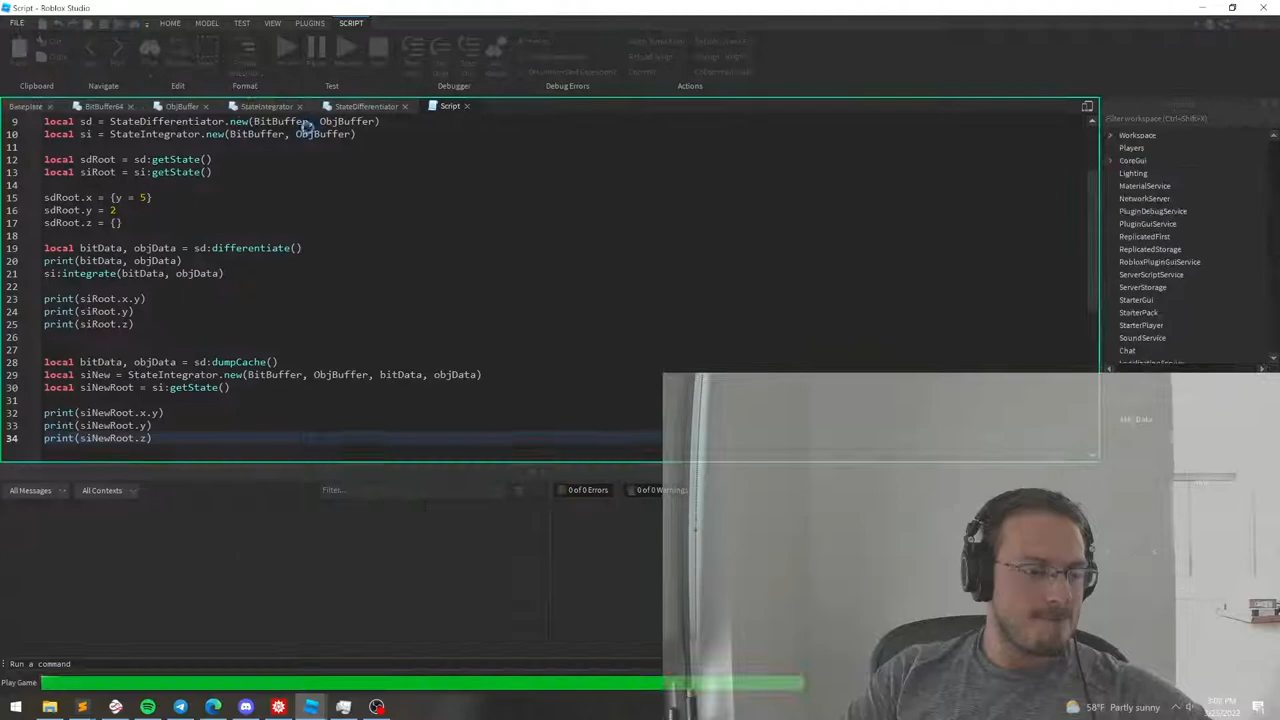 Script - Roblox Studio
FILE HOME MODEL TEST VIEW PLUGINS SCRIPT
Clipboard Navigate Edit Format Test Debugger Debug Errors Actions
Baseplate BitBuffer64 ObjBuffer StateIntegrator StateDifferentiator Script
9 local sd = StateDifferentiator.new(BitBuffer, ObjBuffer)
10 local si = StateIntegrator.new(BitBuffer, ObjBuffer)
11
12 local sdRoot = sd:getState()
13 local siRoot = si:getState()
14
15 sdRoot.x = {y = 5}
16 sdRoot.y = 2
17 sdRoot.z = {}
18
19 local bitData, objData = sd:differentiate()
20 print(bitData, objData)
21 si:integrate(bitData, objData)
22
23 print(siRoot.x.y)
24 print(siRoot.y)
25 print(siRoot.z)
26
27
28 local bitData, objData = sd:dumpCache()
29 local siNew = StateIntegrator.new(BitBuffer, ObjBuffer, bitData, objData)
30 local siNewRoot = si:getState()
31
32 print(siNewRoot.x.y)
33 print(siNewRoot.y)
34 print(siNewRoot.z)
Filter workspace (Ctrl+Shift+X)
Workspace
Players
CoreGui
Lighting
MaterialService
NetworkServer
PluginDebugService
PluginGuiService
ReplicatedFirst
ReplicatedStorage
RobloxPluginGuiService
ServerScriptService
ServerStorage
StarterGui
StarterPack
StarterPlayer
SoundService
Chat
All Messages All Contexts Filter... 0 of 0 Errors 0 of 0 Warnings
Run a command
Play Game
58°F Partly sunny